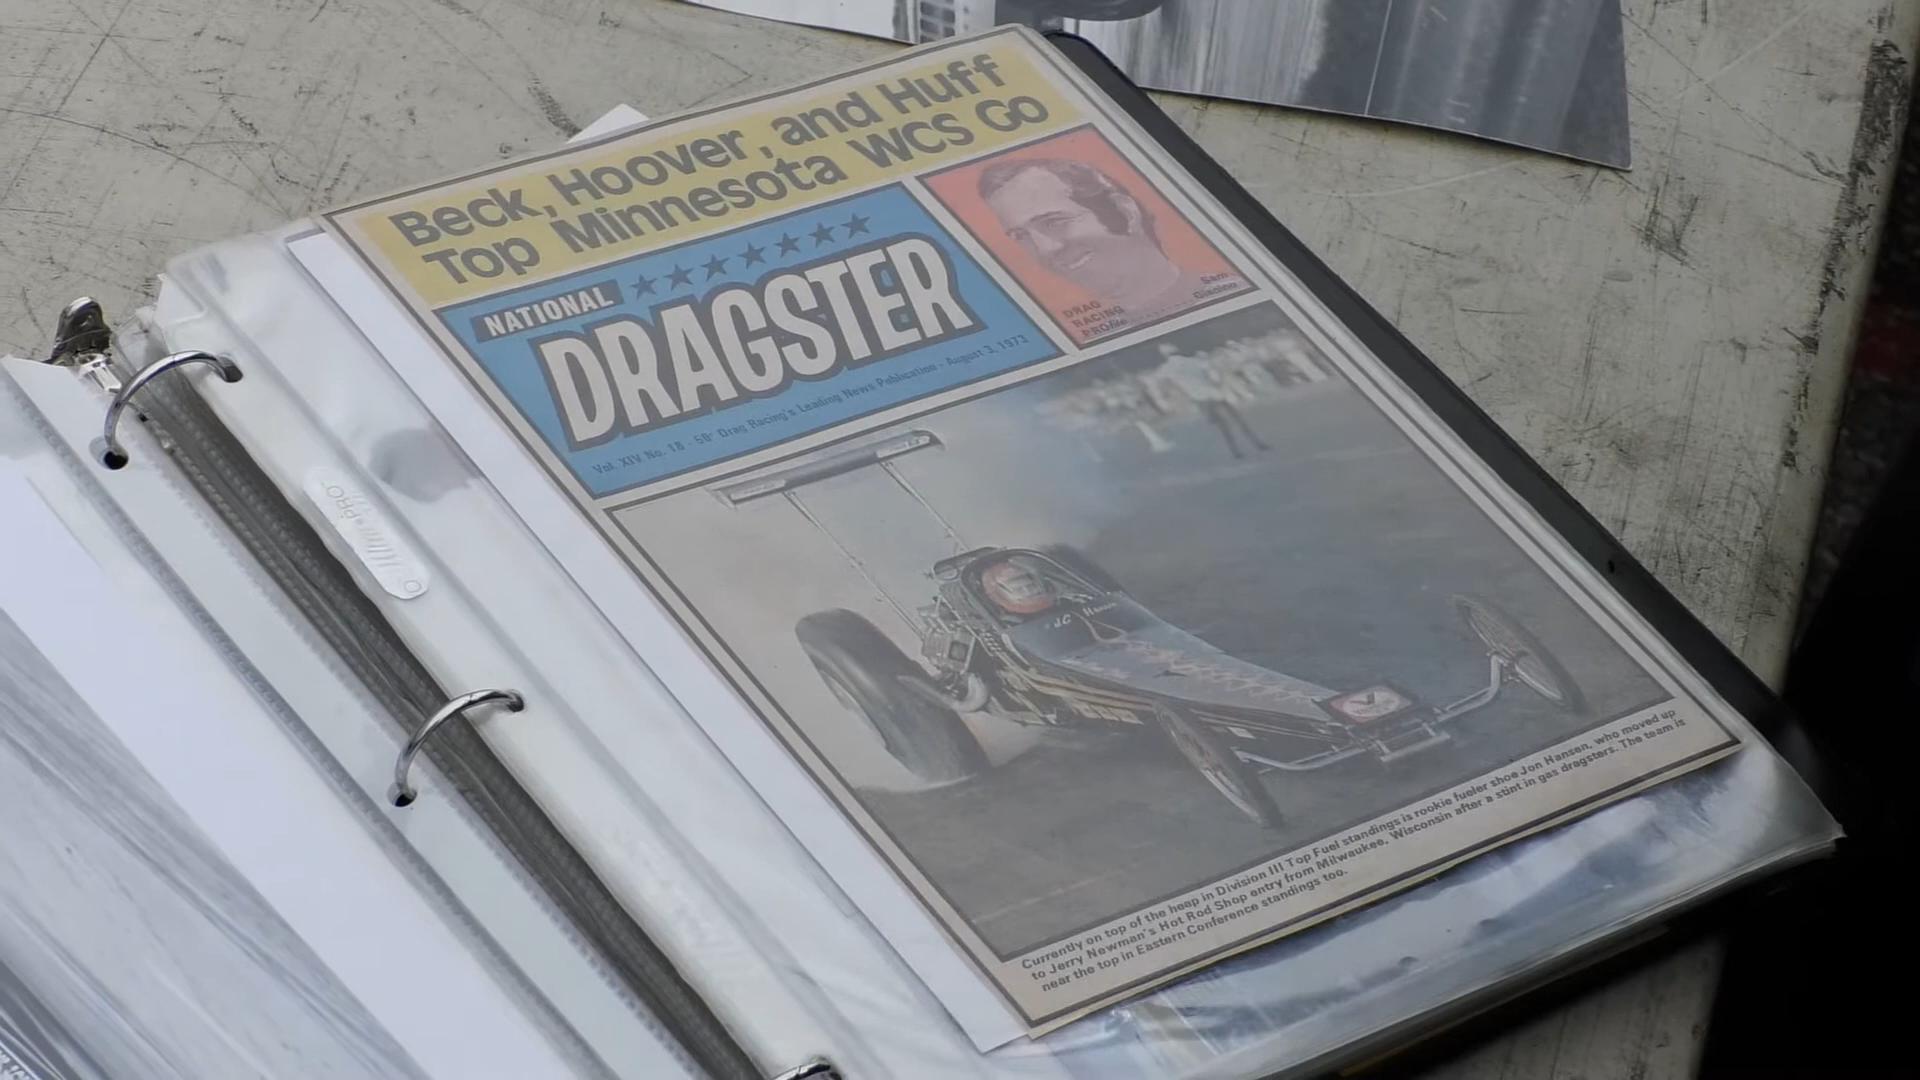 Beck, Hoover, and Huff
Top Minnesota WCS Go
NATIONAL
DRAGSTER
Vol. XIV No. 18 - 50¢ Drag Racing's Leading News Publication - August 3, 1973
DRAG
RACING
PROfile
Sam
Gianino
JC Hansen
Currently on top of the heap in Division III Top Fuel standings is rookie fueler shoe Jon Hansen, who moved up
to Jerry Newman's Hot Rod Shop entry from Milwaukee, Wisconsin after a stint in gas dragsters. The team is
near the top in Eastern Conference standings too.